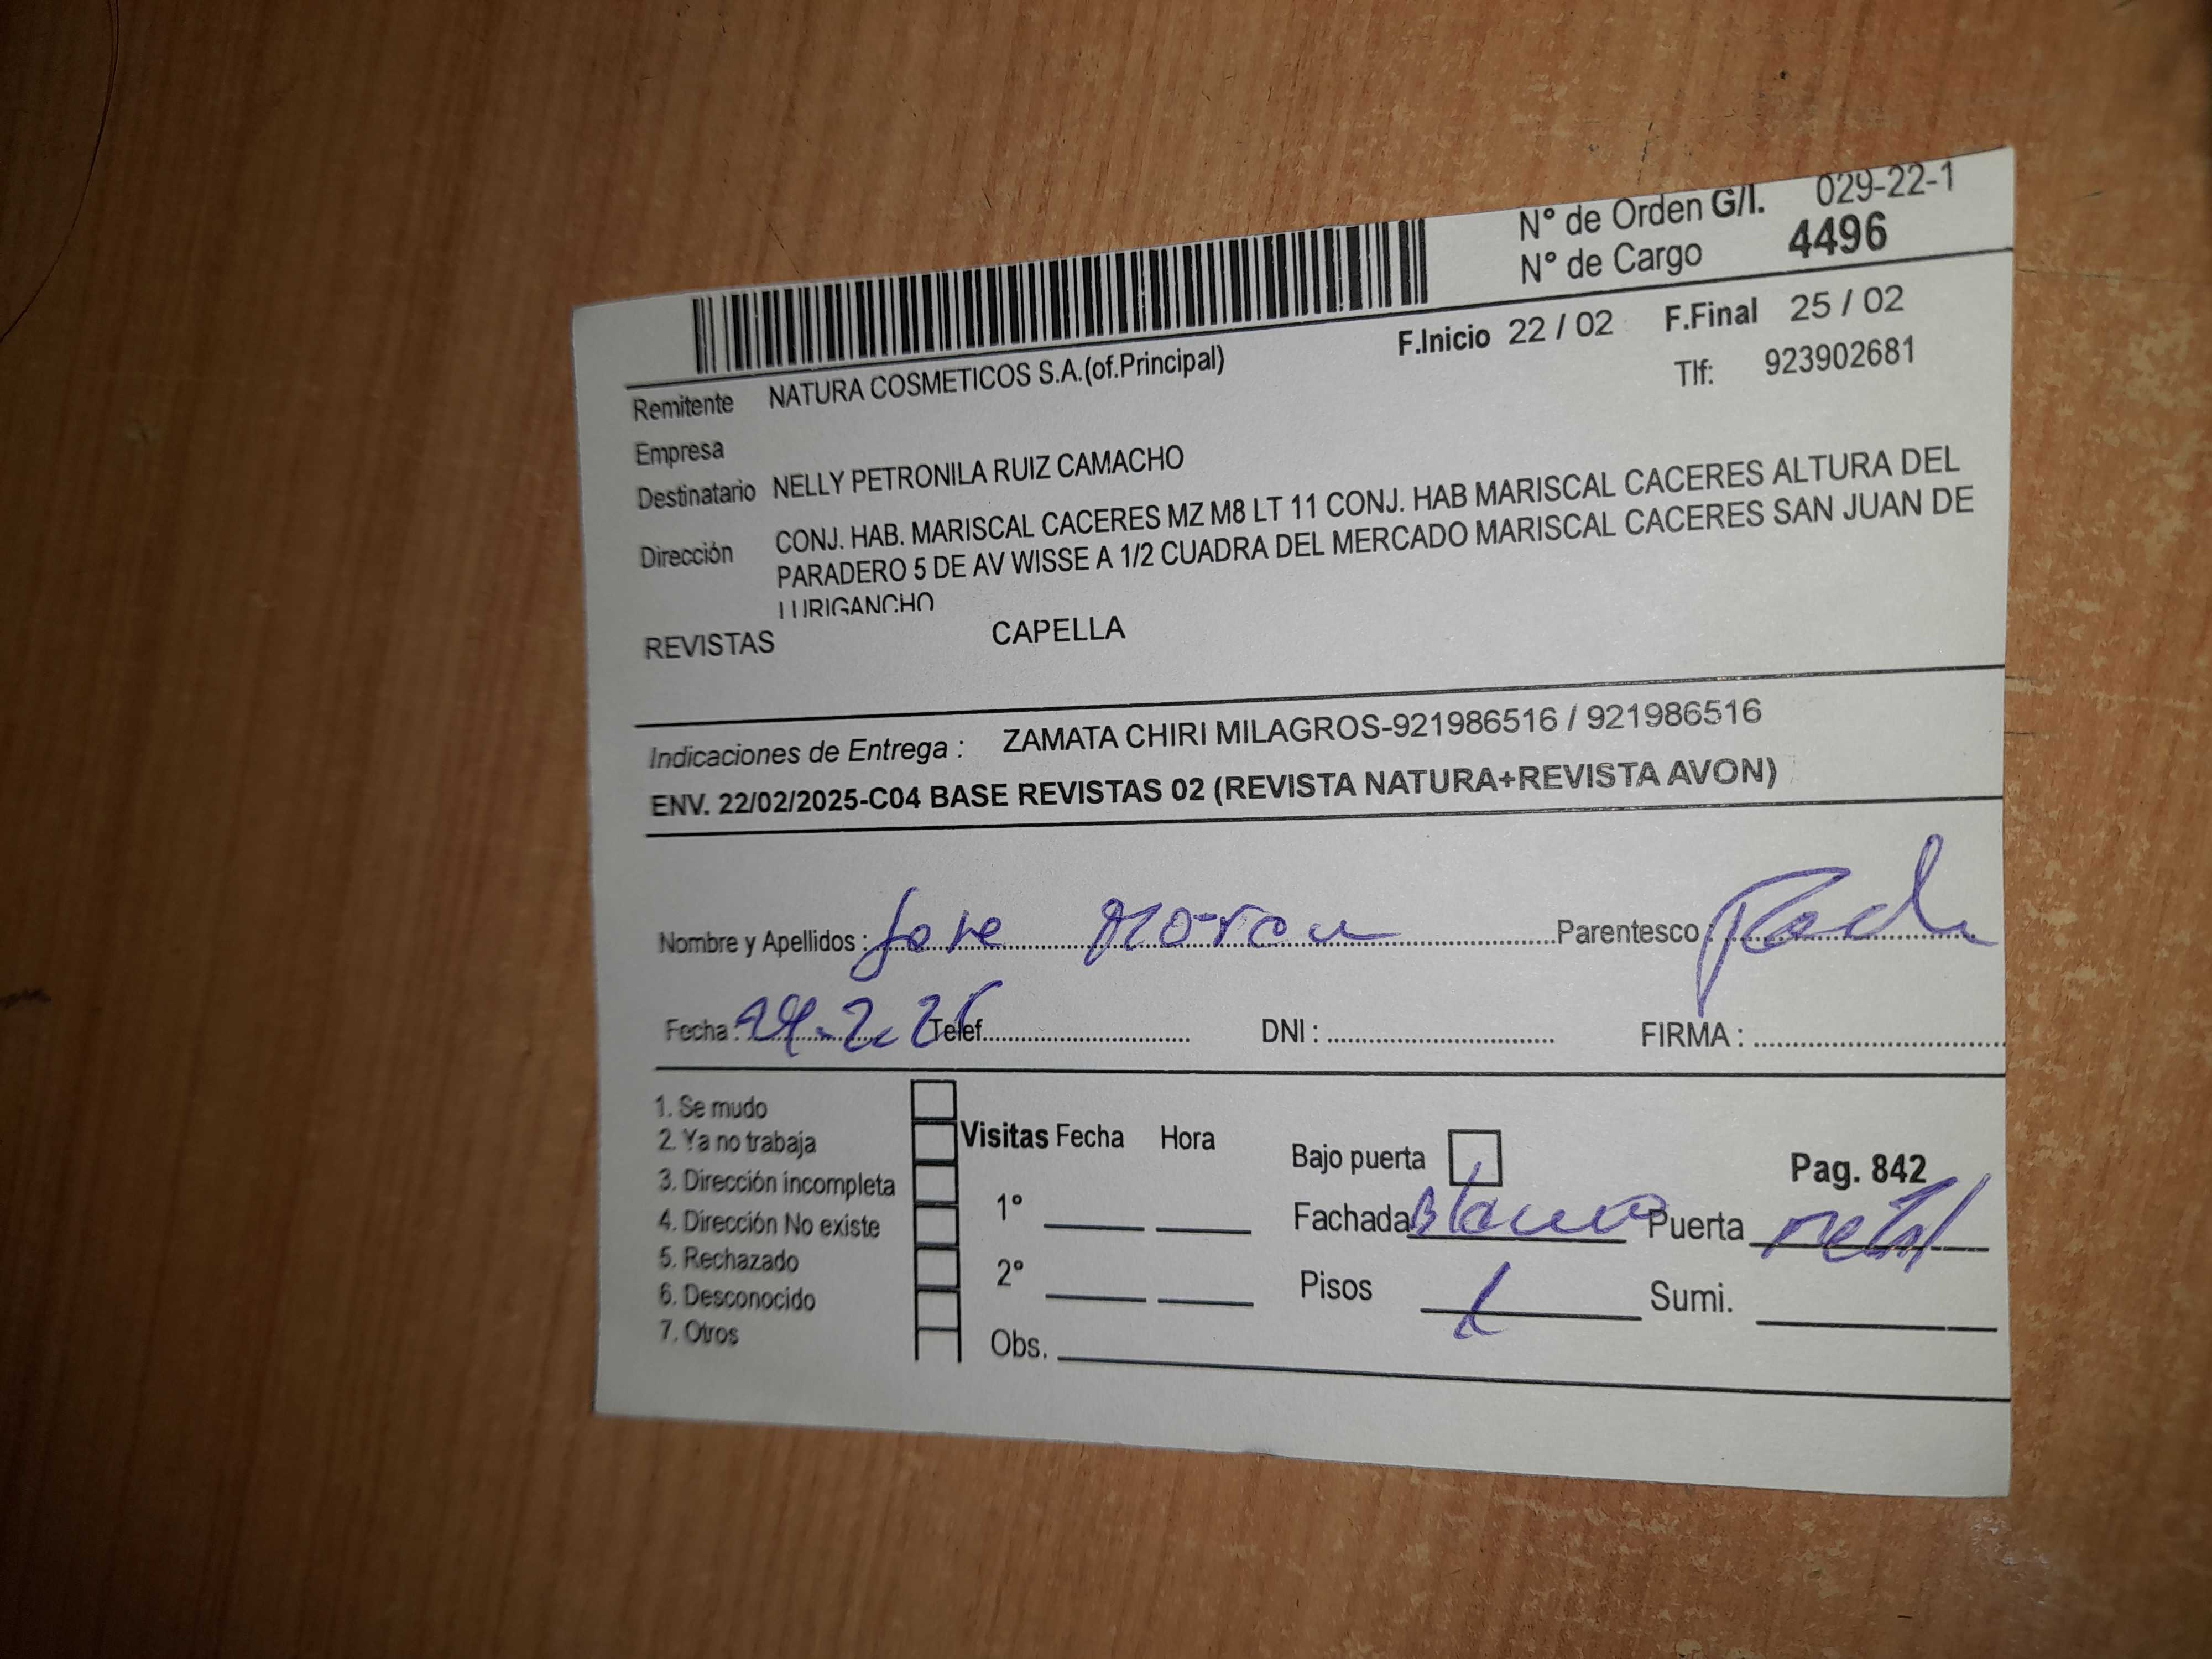 N° de Orden G/I. 029-22-1
N° de Cargo 4496
F.Inicio 22 / 02 F.Final 25 / 02
Remitente NATURA COSMETICOS S.A.(of.Principal) Tlf: 923902681
Empresa
Destinatario NELLY PETRONILA RUIZ CAMACHO
Dirección CONJ. HAB. MARISCAL CACERES MZ M8 LT 11 CONJ. HAB MARISCAL CACERES ALTURA DEL
PARADERO 5 DE AV WISSE A 1/2 CUADRA DEL MERCADO MARISCAL CACERES SAN JUAN DE
LURIGANCHO
REVISTAS CAPELLA
Indicaciones de Entrega : ZAMATA CHIRI MILAGROS-921986516 / 921986516
ENV. 22/02/2025-C04 BASE REVISTAS 02 (REVISTA NATURA+REVISTA AVON)
Nombre y Apellidos : Jose Moran Parentesco
Fecha : Telef. DNI : FIRMA :
1. Se mudo
2. Ya no trabaja
3. Dirección incompleta
4. Dirección No existe
5. Rechazado
6. Desconocido
7. Otros
Visitas Fecha Hora
1°
2°
Obs.
Bajo puerta Pag. 842
Fachada Blanco Puerta metal
Pisos 1 Sumi.